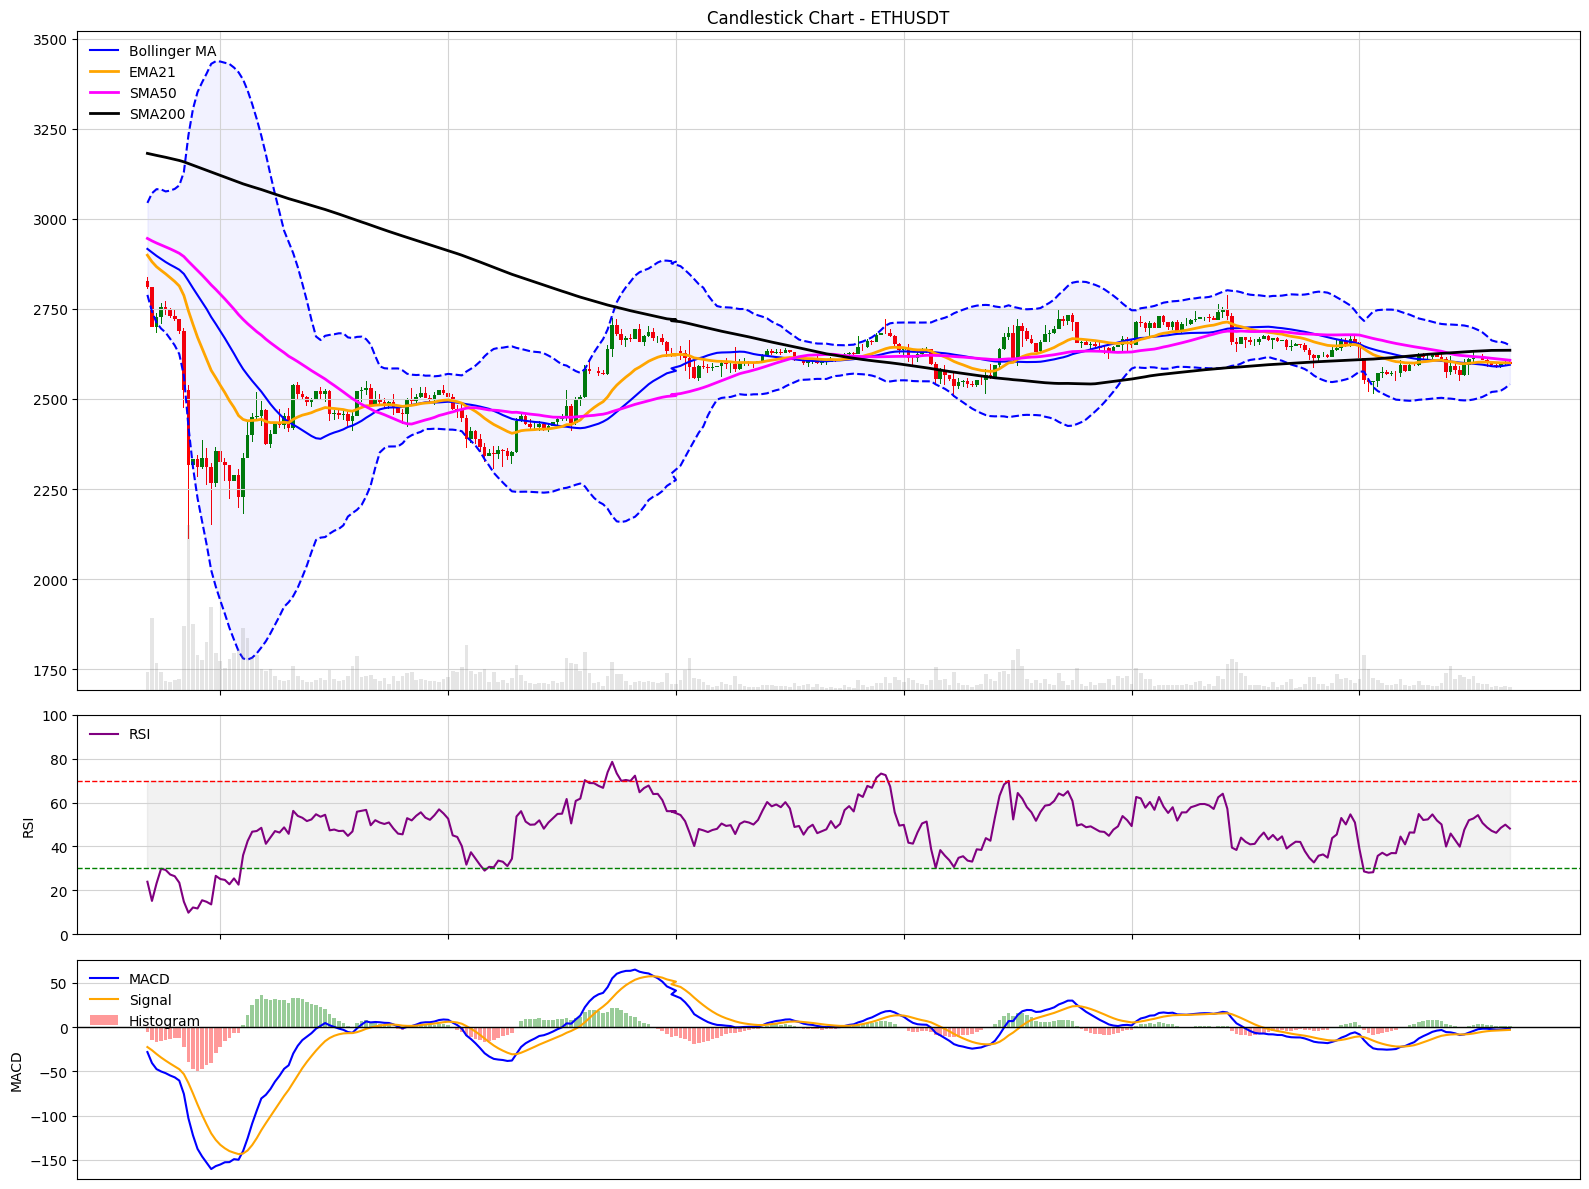 Candlestick Chart - ETHUSDT
Bollinger MA
EMA21
SMA50
SMA200
3500
3250
3000
2750
2500
2250
2000
1750
RSI
100
80
60
40
20
0
RSI
MACD
Signal
Histogram
50
0
−50
−100
−150
MACD